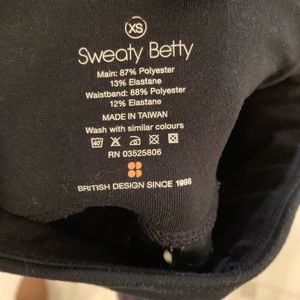 XS
Sweaty Betty
Main: 87% Polyester
13% Elastane
Waistband: 88% Polyester
12% Elastane
MADE IN TAIWAN
Wash with similar colours
40°
RN 03525806
BRITISH DESIGN SINCE 1998